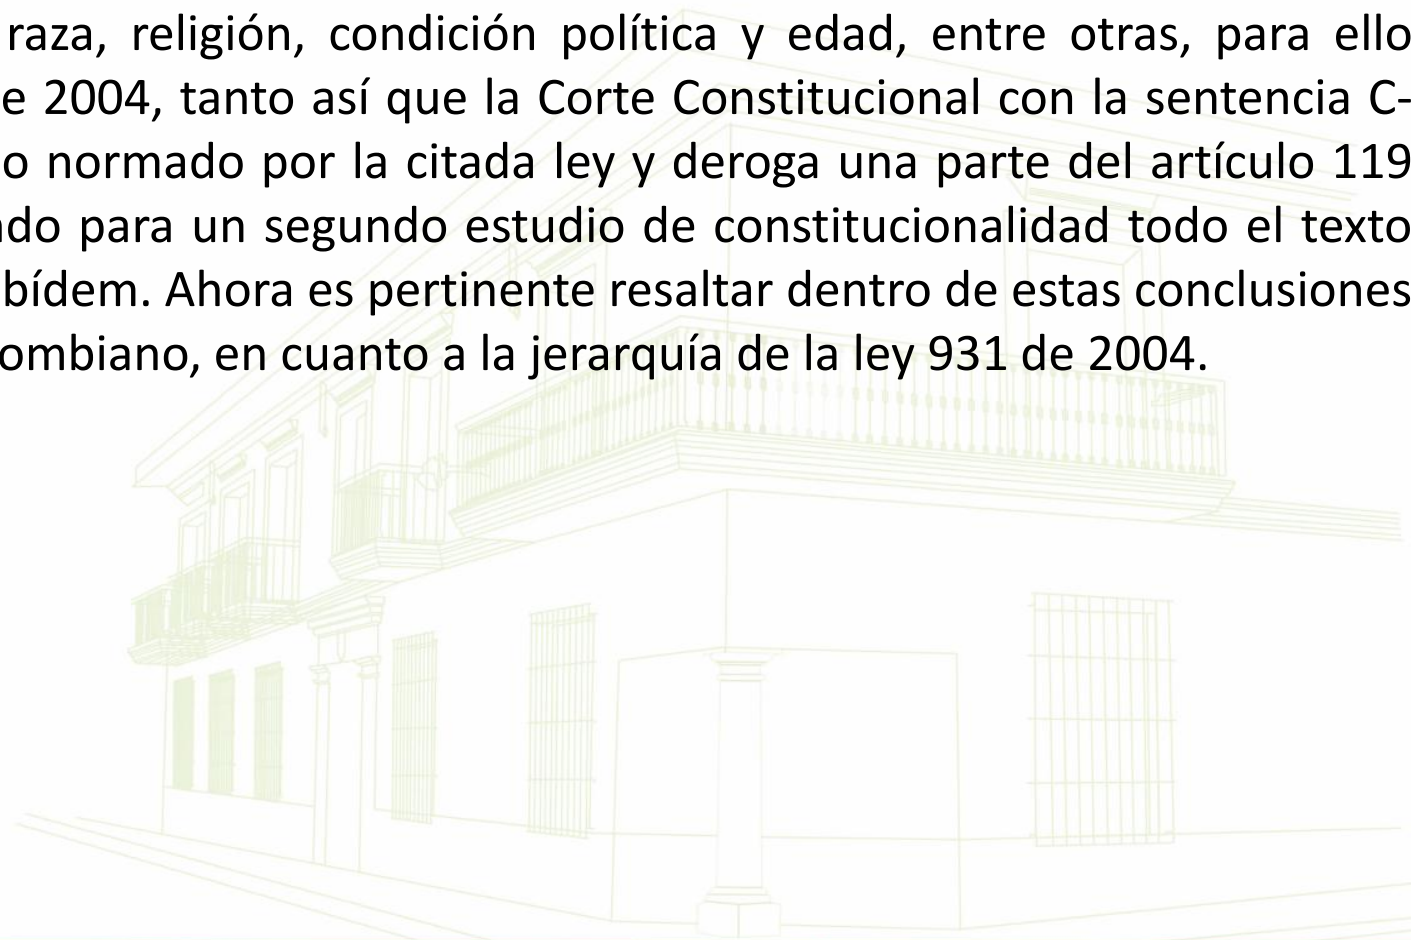 raza, religión, condición política y edad, entre otras, para ello
e 2004, tanto así que la Corte Constitucional con la sentencia C-
o normado por la citada ley y deroga una parte del artículo 119
ndo para un segundo estudio de constitucionalidad todo el texto
bídem. Ahora es pertinente resaltar dentro de estas conclusiones
ombiano, en cuanto a la jerarquía de la ley 931 de 2004.